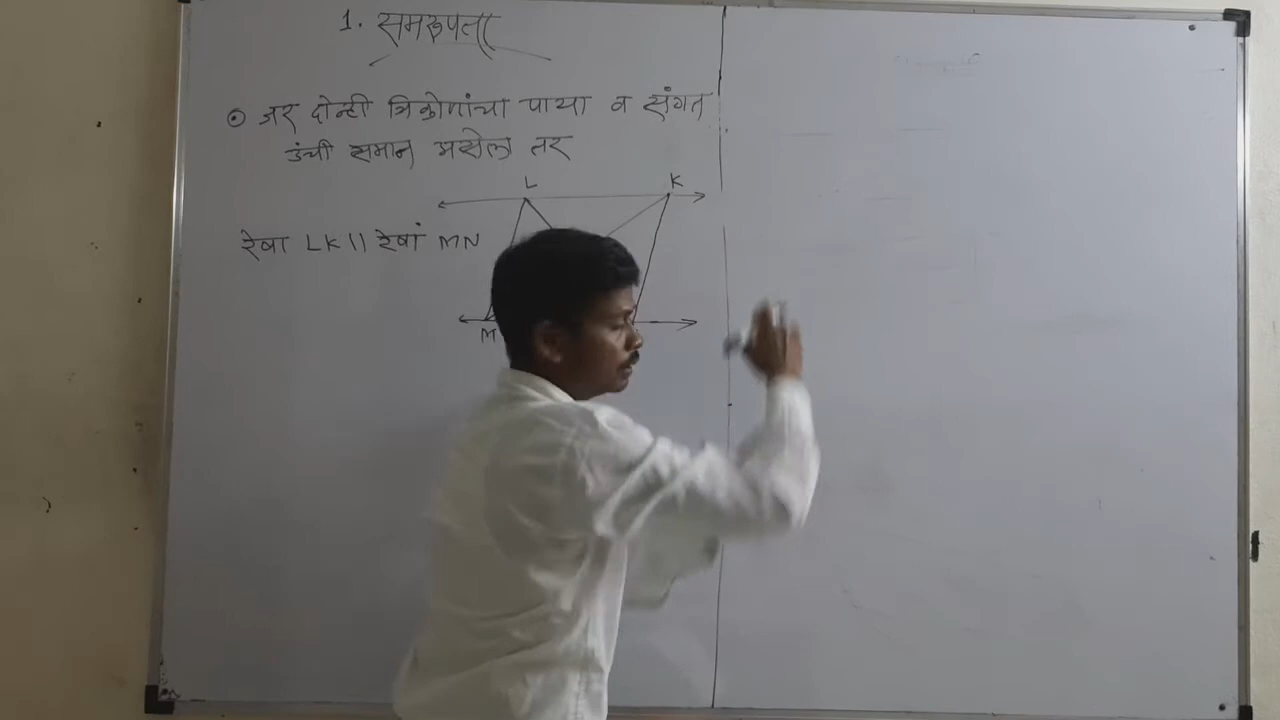 1. समरूपता
जर दोन्ही त्रिकोणांचा पाया व संगत
उंची समान असेल तर
L K
रेषा LK || रेषा MN
M